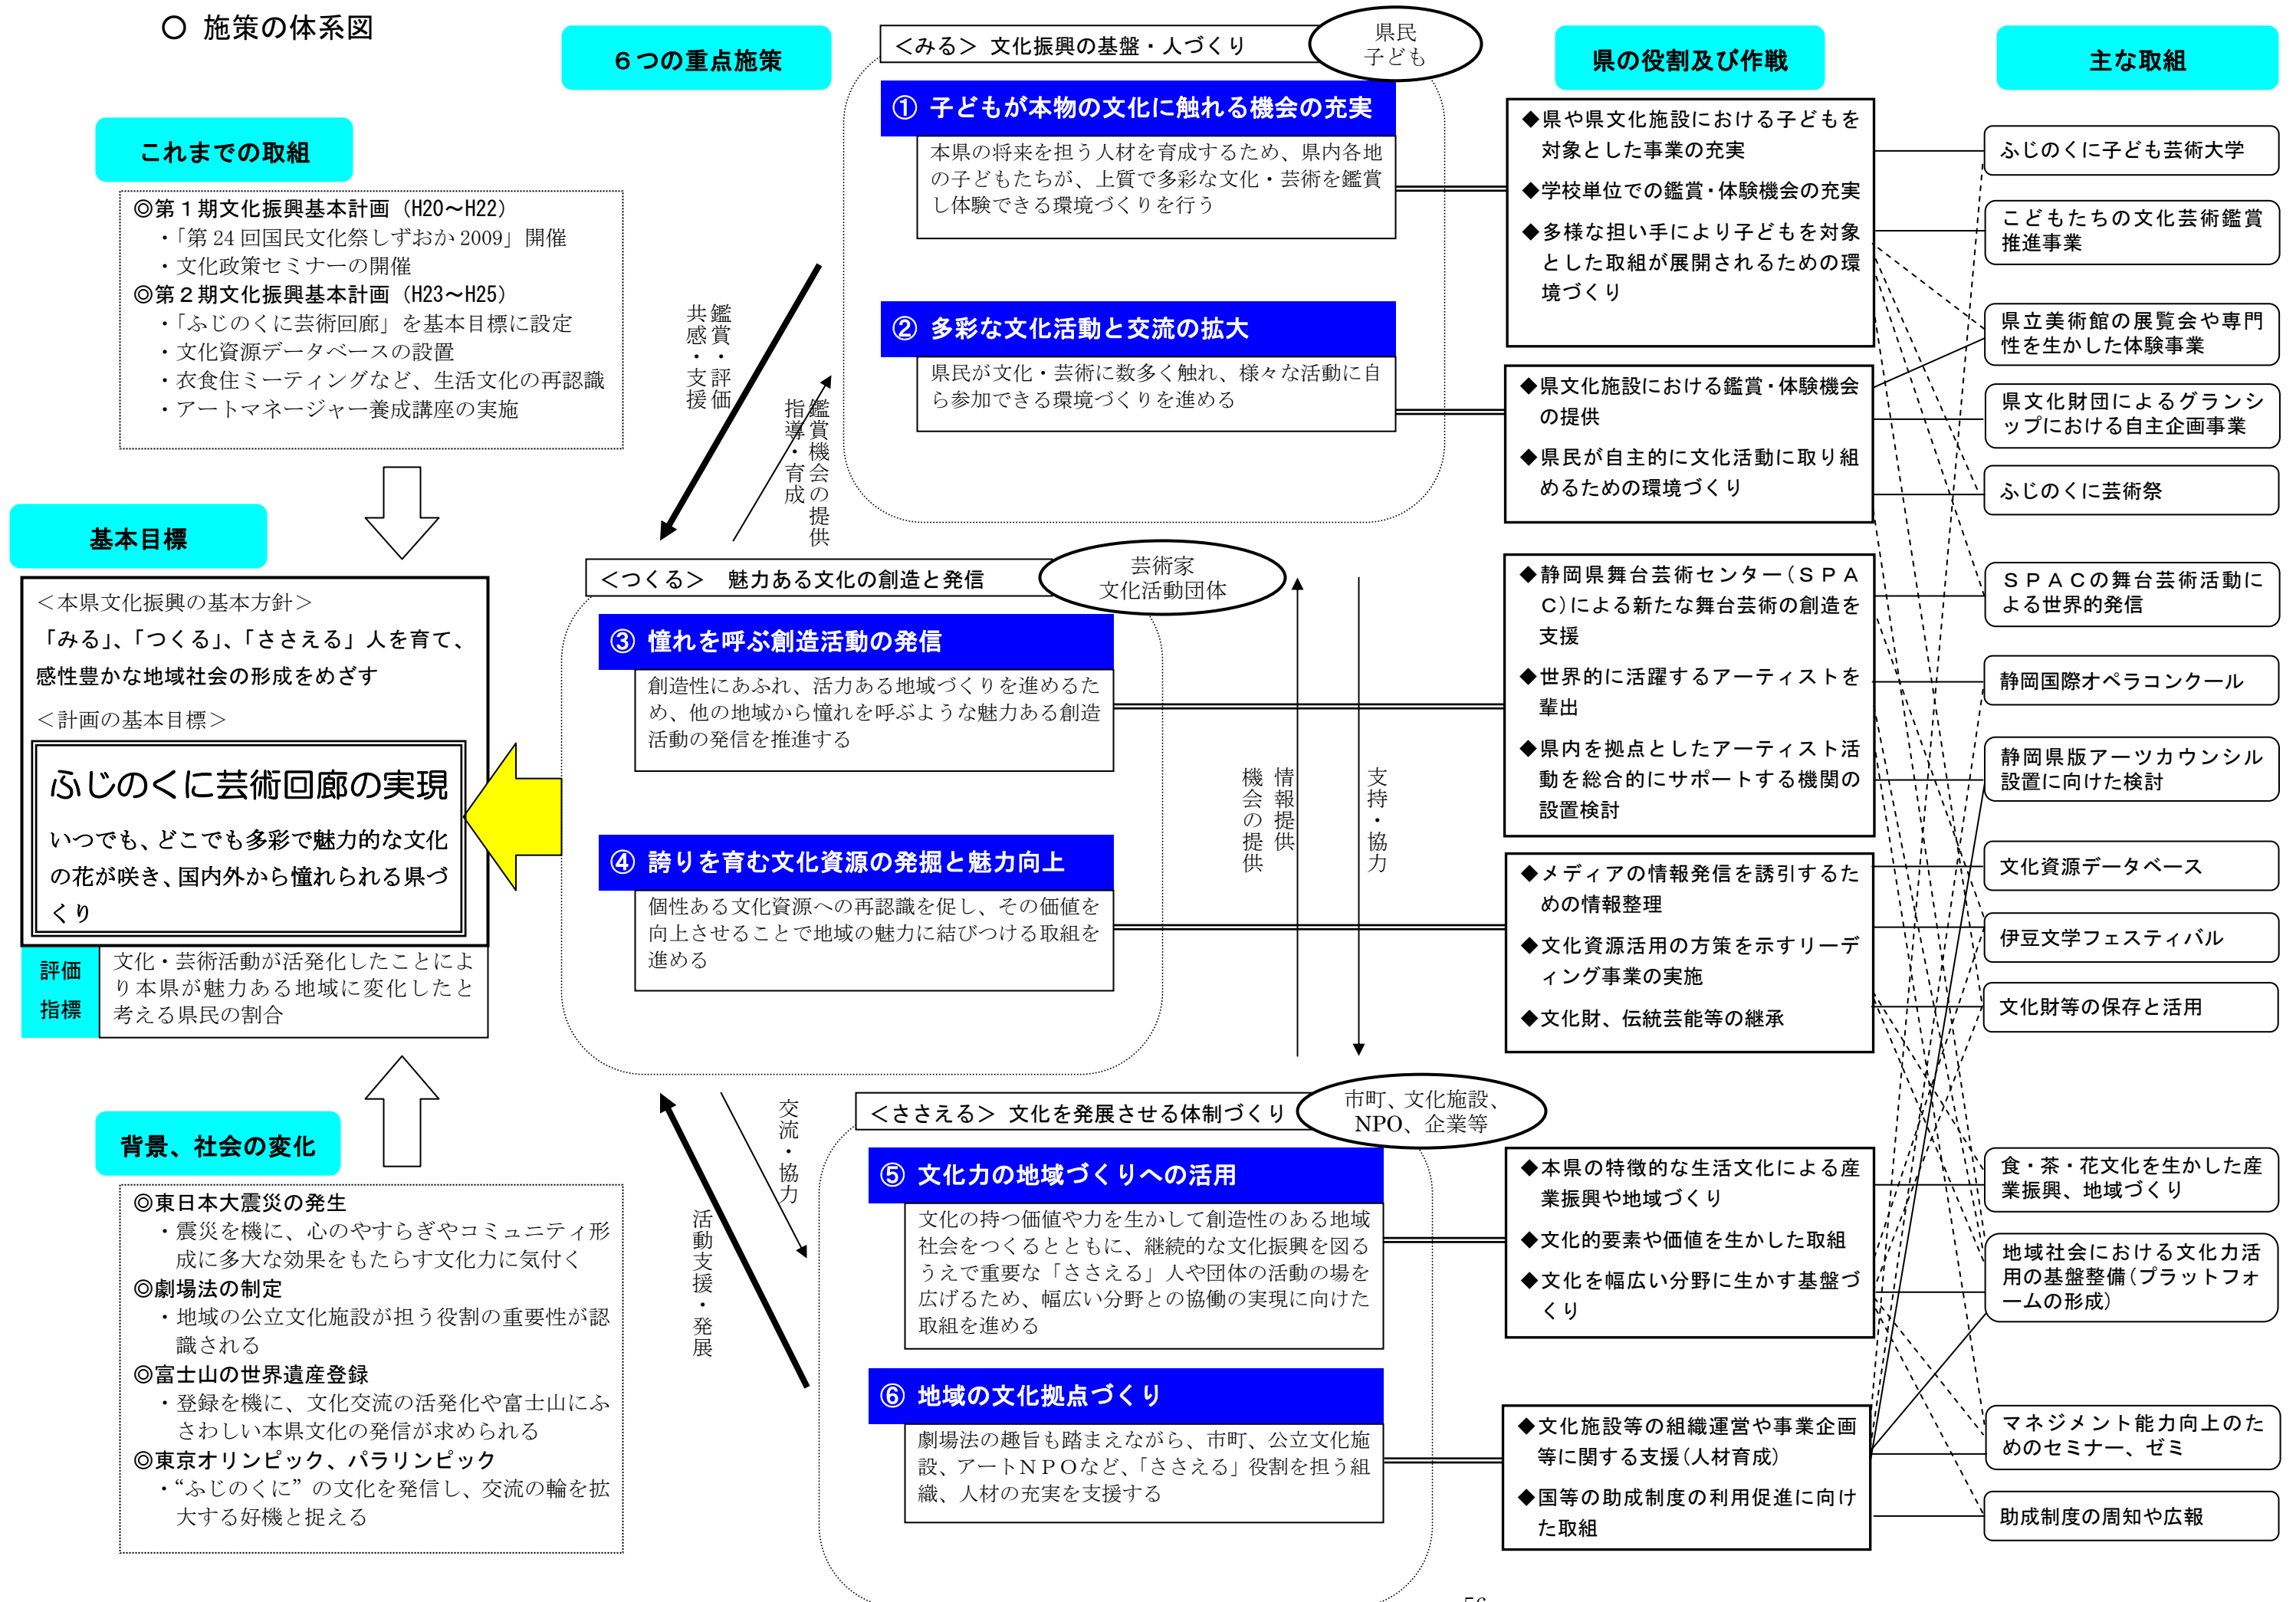 ○ 施策の体系図
これまでの取組
◎第１期文化振興基本計画（H20～H22）
・「第 24 回国民文化祭しずおか 2009」開催
・文化政策セミナーの開催
◎第２期文化振興基本計画（H23～H25）
・「ふじのくに芸術回廊」を基本目標に設定
・文化資源データベースの設置
・衣食住ミーティングなど、生活文化の再認識
・アートマネージャー養成講座の実施
基本目標
＜本県文化振興の基本方針＞
「みる」、「つくる」、「ささえる」人を育て、
感性豊かな地域社会の形成をめざす
＜計画の基本目標＞
ふじのくに芸術回廊の実現
いつでも、どこでも多彩で魅力的な文化
の花が咲き、国内外から憧れられる県づ
くり
評価
指標
文化・芸術活動が活発化したことによ
り本県が魅力ある地域に変化したと
考える県民の割合
背景、社会の変化
◎東日本大震災の発生
・震災を機に、心のやすらぎやコミュニティ形
成に多大な効果をもたらす文化力に気付く
◎劇場法の制定
・地域の公立文化施設が担う役割の重要性が認
識される
◎富士山の世界遺産登録
・登録を機に、文化交流の活発化や富士山にふ
さわしい本県文化の発信が求められる
◎東京オリンピック、パラリンピック
・“ふじのくに” の文化を発信し、交流の輪を拡
大する好機と捉える
６つの重点施策
＜みる＞ 文化振興の基盤・人づくり
県民
子ども
① 子どもが本物の文化に触れる機会の充実
本県の将来を担う人材を育成するため、県内各地
の子どもたちが、上質で多彩な文化・芸術を鑑賞
し体験できる環境づくりを行う
② 多彩な文化活動と交流の拡大
県民が文化・芸術に数多く触れ、様々な活動に自
ら参加できる環境づくりを進める
鑑賞・評価
共感・支援
鑑賞機会の提供
指導・育成
＜つくる＞　魅力ある文化の創造と発信
芸術家
文化活動団体
③ 憧れを呼ぶ創造活動の発信
創造性にあふれ、活力ある地域づくりを進めるた
め、他の地域から憧れを呼ぶような魅力ある創造
活動の発信を推進する
④ 誇りを育む文化資源の発掘と魅力向上
個性ある文化資源への再認識を促し、その価値を
向上させることで地域の魅力に結びつける取組を
進める
情報提供
機会の提供
支持・協力
交流・協力
活動支援・発展
＜ささえる＞ 文化を発展させる体制づくり
市町、文化施設、
NPO、企業等
⑤ 文化力の地域づくりへの活用
文化の持つ価値や力を生かして創造性のある地域
社会をつくるとともに、継続的な文化振興を図る
うえで重要な「ささえる」人や団体の活動の場を
広げるため、幅広い分野との協働の実現に向けた
取組を進める
⑥ 地域の文化拠点づくり
劇場法の趣旨も踏まえながら、市町、公立文化施
設、アートＮＰＯなど、「ささえる」役割を担う組
織、人材の充実を支援する
県の役割及び作戦
◆県や県文化施設における子どもを
対象とした事業の充実
◆学校単位での鑑賞・体験機会の充実
◆多様な担い手により子どもを対象
とした取組が展開されるための環
境づくり
◆県文化施設における鑑賞・体験機会
の提供
◆県民が自主的に文化活動に取り組
めるための環境づくり
◆静岡県舞台芸術センター（ＳＰＡ
Ｃ）による新たな舞台芸術の創造を
支援
◆世界的に活躍するアーティストを
輩出
◆県内を拠点としたアーティスト活
動を総合的にサポートする機関の
設置検討
◆メディアの情報発信を誘引するた
めの情報整理
◆文化資源活用の方策を示すリーデ
ィング事業の実施
◆文化財、伝統芸能等の継承
◆本県の特徴的な生活文化による産
業振興や地域づくり
◆文化的要素や価値を生かした取組
◆文化を幅広い分野に生かす基盤づ
くり
◆文化施設等の組織運営や事業企画
等に関する支援（人材育成）
◆国等の助成制度の利用促進に向け
た取組
主な取組
ふじのくに子ども芸術大学
こどもたちの文化芸術鑑賞
推進事業
県立美術館の展覧会や専門
性を生かした体験事業
県文化財団によるグランシ
ップにおける自主企画事業
ふじのくに芸術祭
ＳＰＡＣの舞台芸術活動に
よる世界的発信
静岡国際オペラコンクール
静岡県版アーツカウンシル
設置に向けた検討
文化資源データベース
伊豆文学フェスティバル
文化財等の保存と活用
食・茶・花文化を生かした産
業振興、地域づくり
地域社会における文化力活
用の基盤整備（プラットフォ
ームの形成）
マネジメント能力向上のた
めのセミナー、ゼミ
助成制度の周知や広報